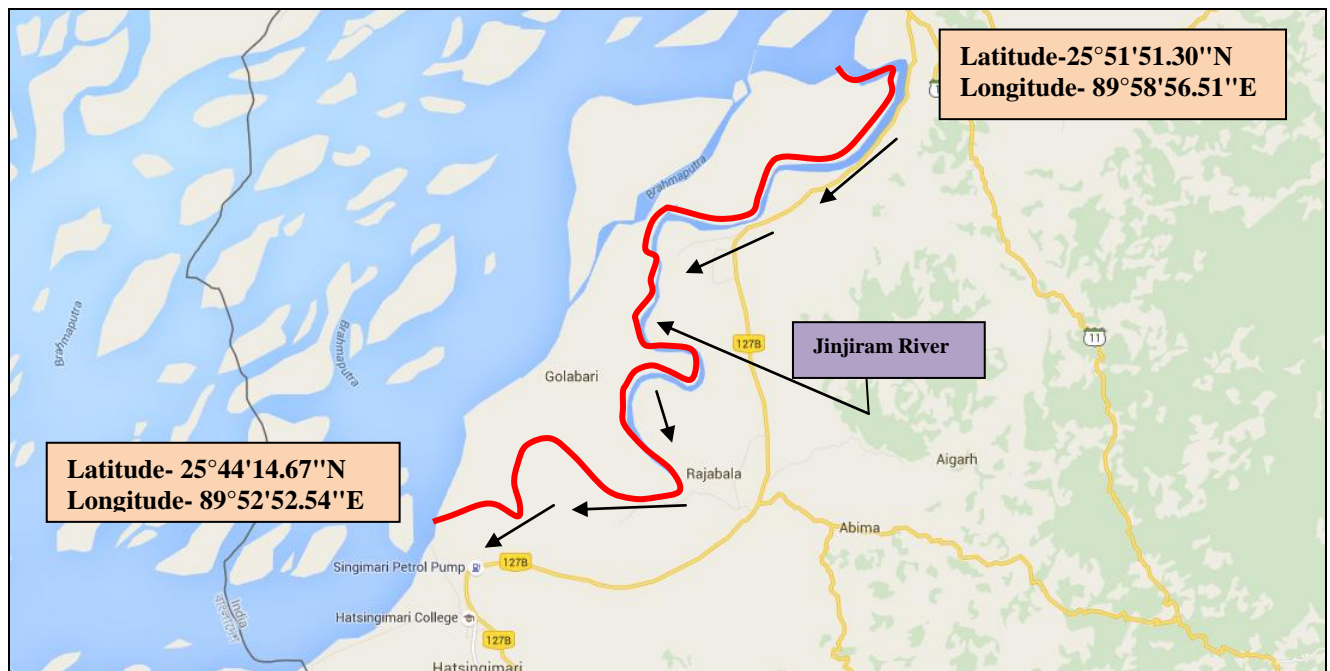 Latitude-25°51'51.30"N
Longitude- 89°58'56.51"E
Brahmaputra
127B
11
Jinjiram River
Golabari
Brahmaputra
Brahmaputra
Aigarh
Rajabala
Latitude- 25°44'14.67"N
Longitude- 89°52'52.54"E
Abima
Singimari Petrol Pump
127B
India
Hatsingimari College
127B
Hatsingimari